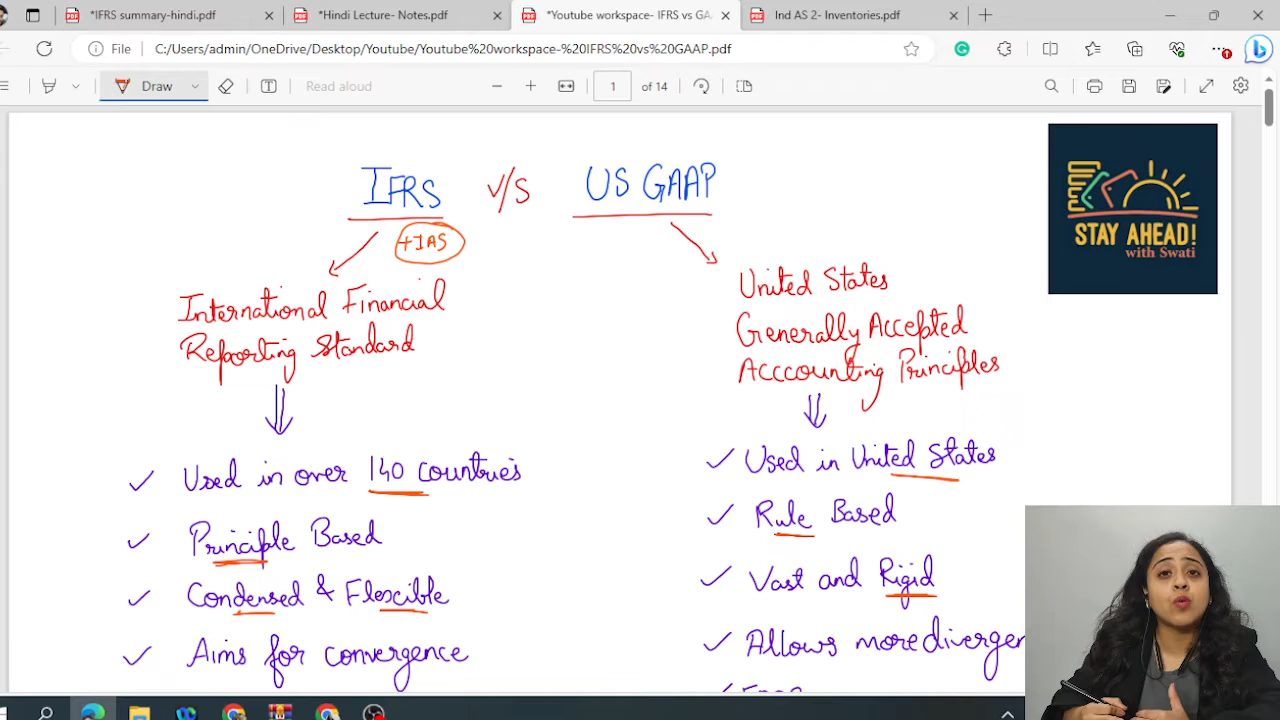 *IFRS summary-hindi.pdf
*Hindi Lecture- Notes.pdf
*Youtube workspace- IFRS vs GA
Ind AS 2- Inventories.pdf
File
C:/Users/admin/OneDrive/Desktop/Youtube/Youtube%20workspace-%20IFRS%20vs%20GAAP.pdf
Draw
Read aloud
1
of 14
IFRS V/S US GAAP
+IAS
International Financial
Reporting Standard
United States
Generally Accepted
Acccounting Principles
STAY AHEAD!
with Swati
Used in over 140 countries
Principle Based
Condensed & Flexcible
Aims for convergence
Used in United States
Rule Based
Vast and Rigid
Allows more divergen